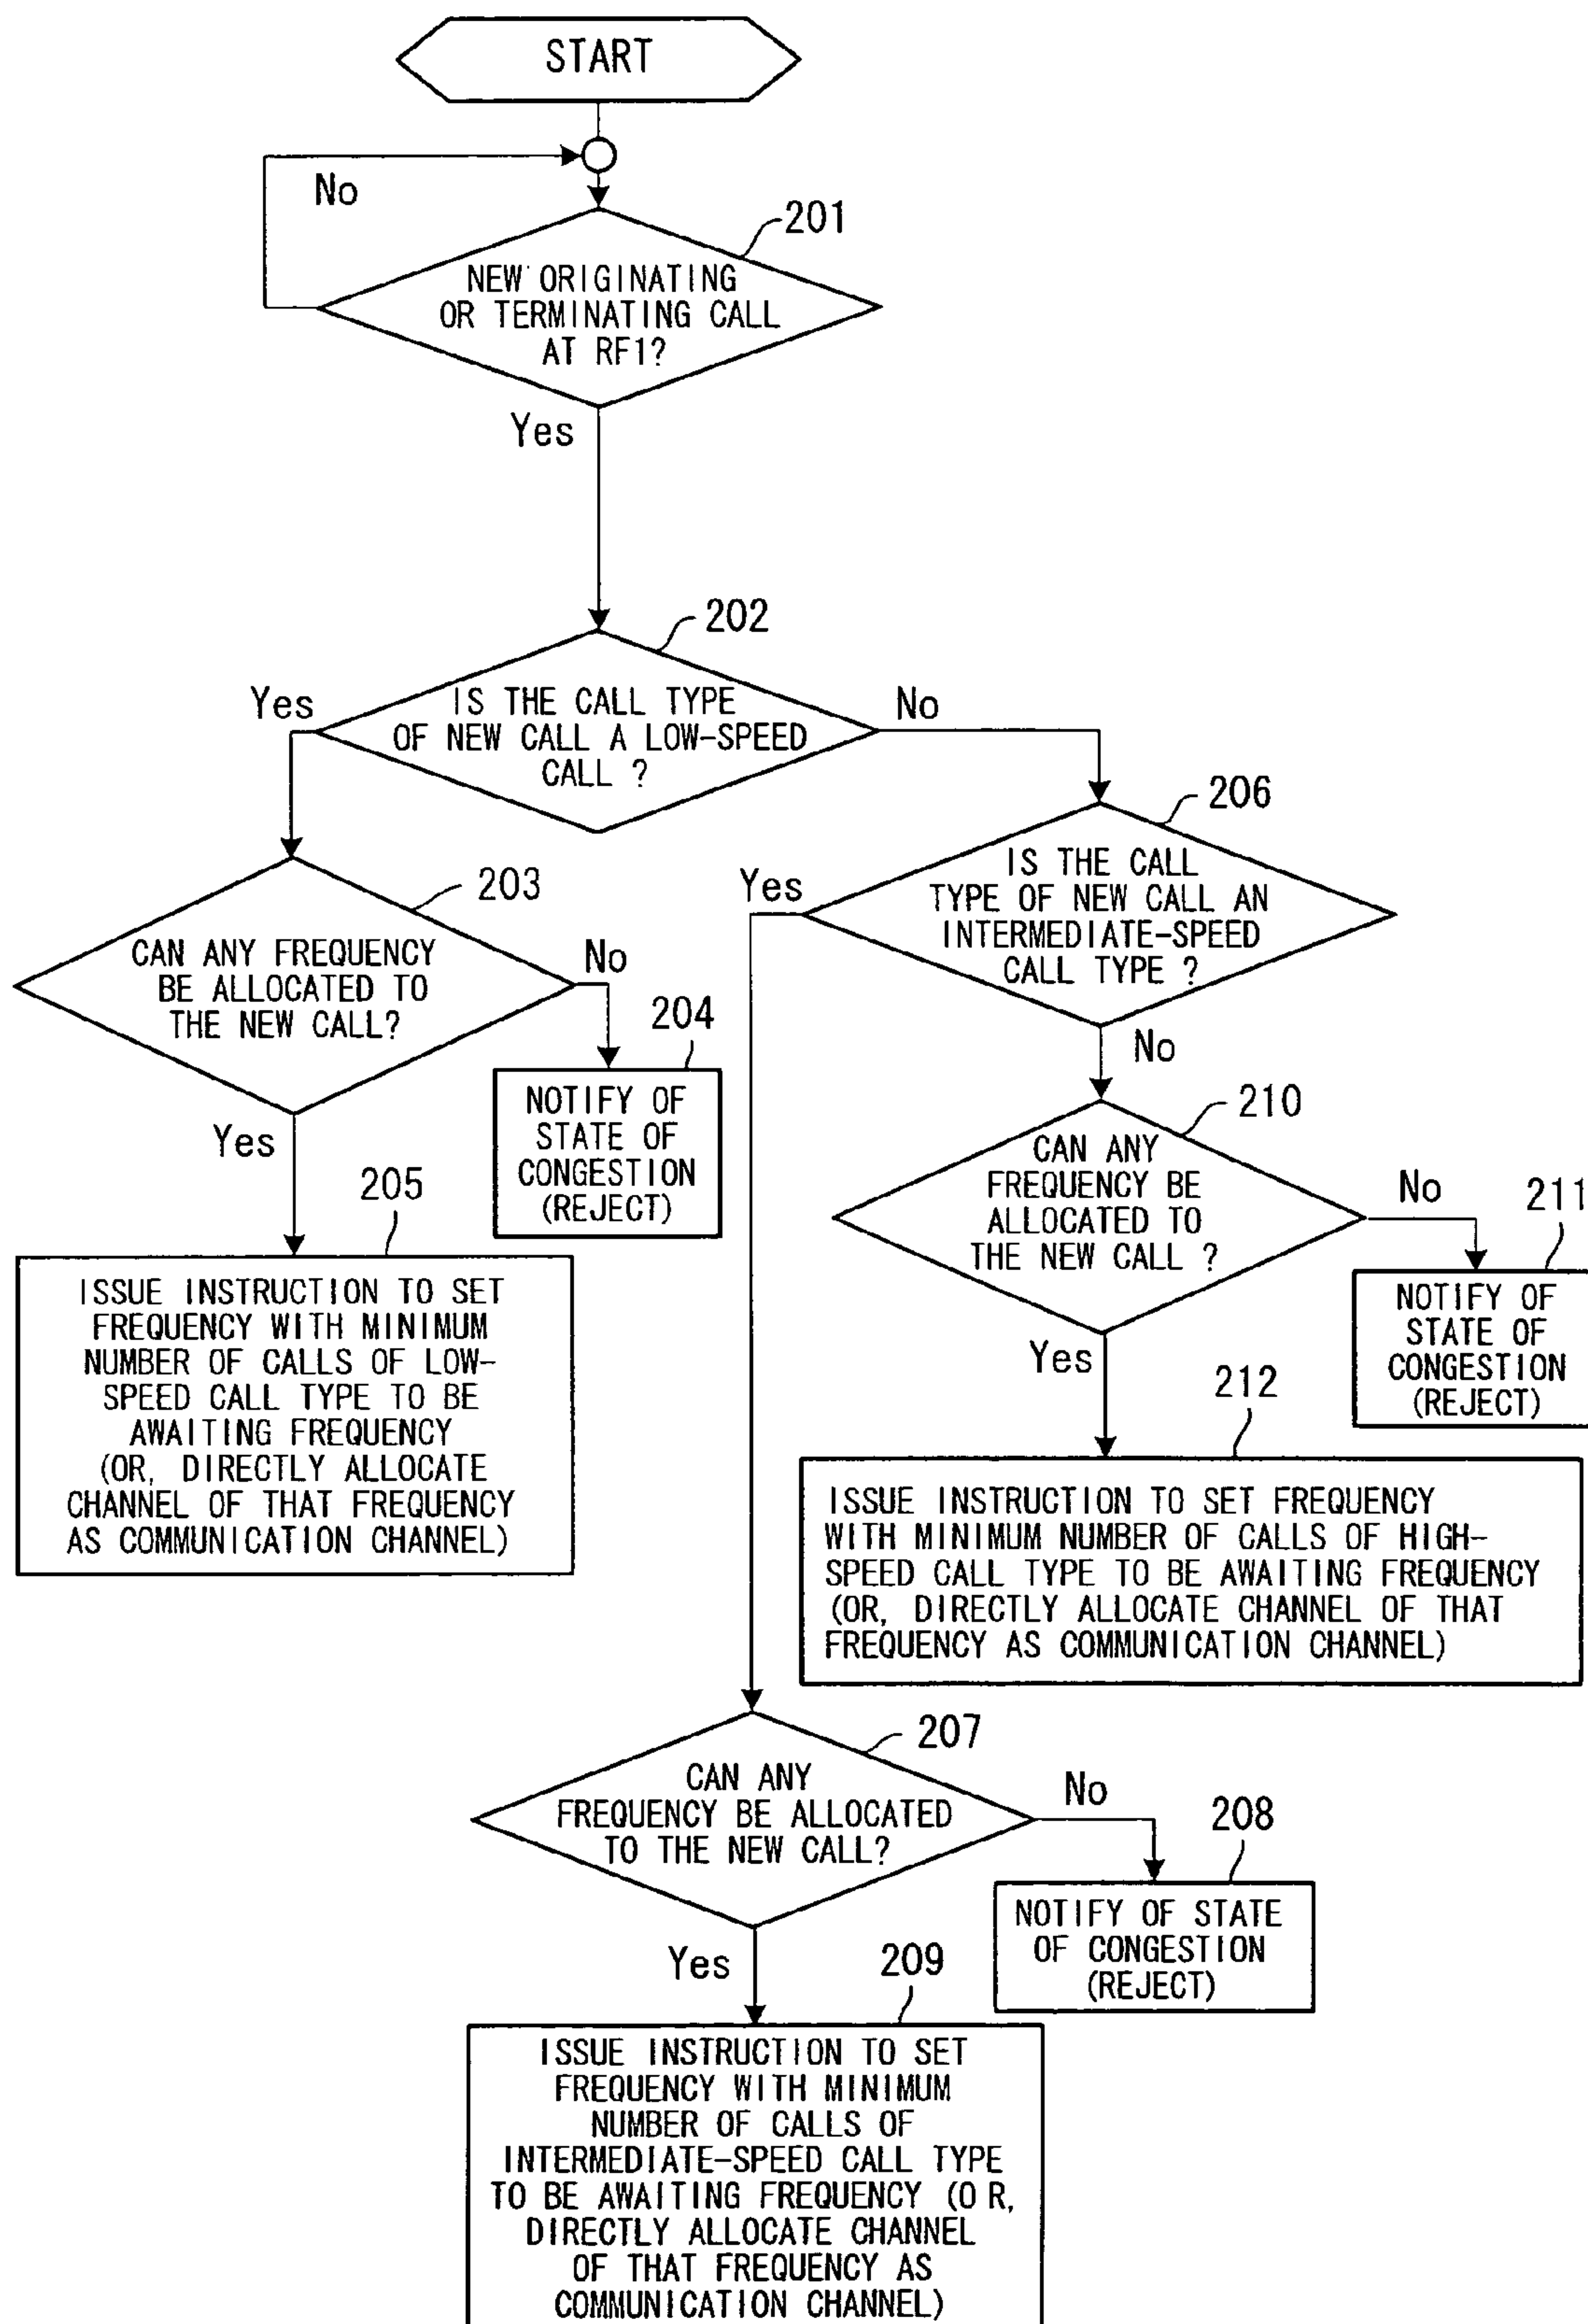 START
No
201
NEW ORIGINATING
OR TERMINATING CALL
AT RF1?
Yes
202
IS THE CALL TYPE
OF NEW CALL A LOW-SPEED
CALL ?
Yes
No
203
CAN ANY FREQUENCY
BE ALLOCATED TO
THE NEW CALL?
No
204
NOTIFY OF
STATE OF
CONGESTION
(REJECT)
Yes
205
ISSUE INSTRUCTION TO SET
FREQUENCY WITH MINIMUM
NUMBER OF CALLS OF LOW-
SPEED CALL TYPE TO BE
AWAITING FREQUENCY
(OR, DIRECTLY ALLOCATE
CHANNEL OF THAT FREQUENCY
AS COMMUNICATION CHANNEL)
206
IS THE CALL
TYPE OF NEW CALL AN
INTERMEDIATE-SPEED
CALL TYPE ?
Yes
No
210
CAN ANY
FREQUENCY BE
ALLOCATED TO
THE NEW CALL ?
No
211
NOTIFY OF
STATE OF
CONGESTION
(REJECT)
Yes
212
ISSUE INSTRUCTION TO SET FREQUENCY
WITH MINIMUM NUMBER OF CALLS OF HIGH-
SPEED CALL TYPE TO BE AWAITING FREQUENCY
(OR, DIRECTLY ALLOCATE CHANNEL OF THAT
FREQUENCY AS COMMUNICATION CHANNEL)
207
CAN ANY
FREQUENCY BE ALLOCATED
TO THE NEW CALL?
No
208
NOTIFY OF STATE
OF CONGESTION
(REJECT)
Yes
209
ISSUE INSTRUCTION TO SET
FREQUENCY WITH MINIMUM
NUMBER OF CALLS OF
INTERMEDIATE-SPEED CALL TYPE
TO BE AWAITING FREQUENCY (O R,
DIRECTLY ALLOCATE CHANNEL
OF THAT FREQUENCY AS
COMMUNICATION CHANNEL)